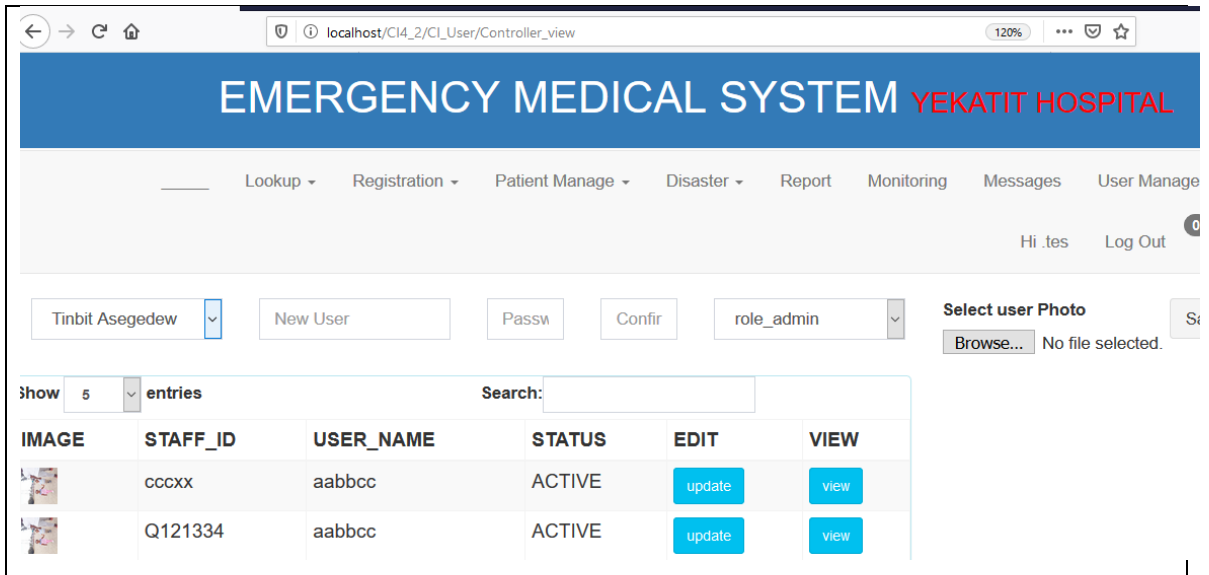 localhost/CI4_2/CI_User/Controller_view 120%
EMERGENCY MEDICAL SYSTEM YEKATIT HOSPITAL
Lookup Registration Patient Manage Disaster Report Monitoring Messages User Manage
0
Hi .tes Log Out
Tinbit Asegedew New User Passw Confir role_admin Select user Photo Sa
Browse... No file selected.
Show 5 entries Search:
IMAGE STAFF_ID USER_NAME STATUS EDIT VIEW
cccxx aabbcc ACTIVE update view
Q121334 aabbcc ACTIVE update view